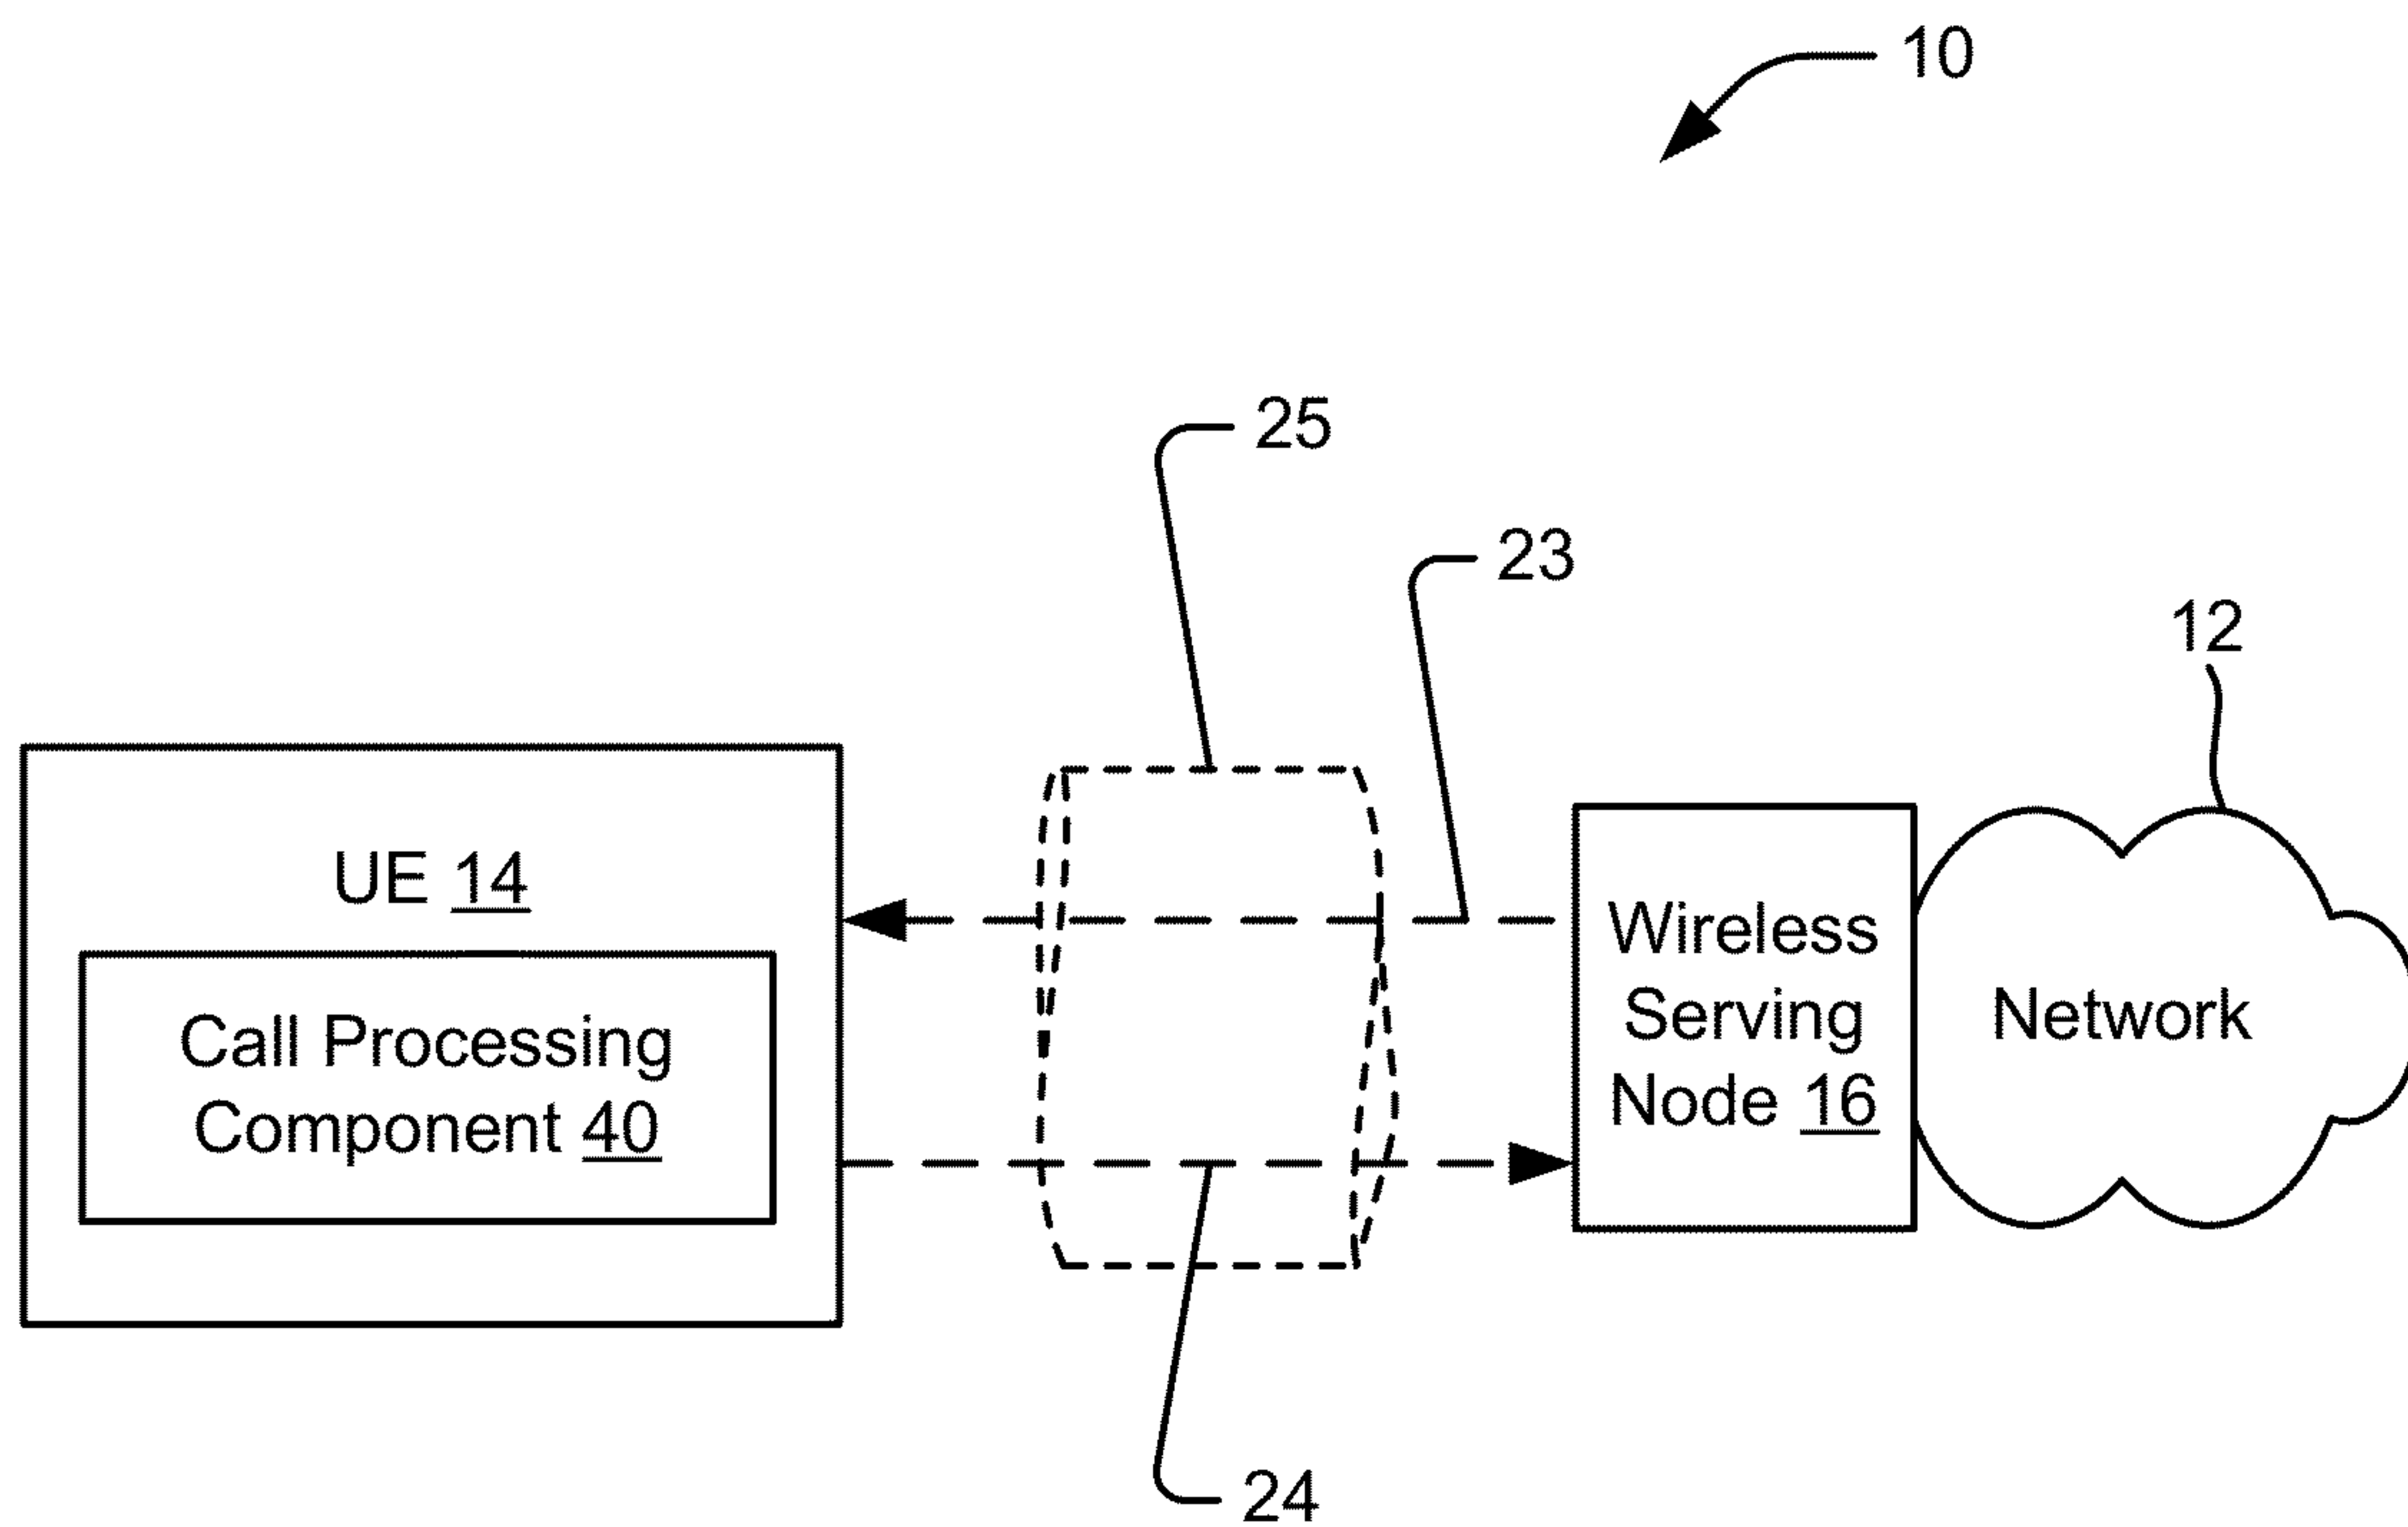 10
25
23
12
UE 14
Call Processing
Component 40
Wireless
Serving
Node 16
Network
24